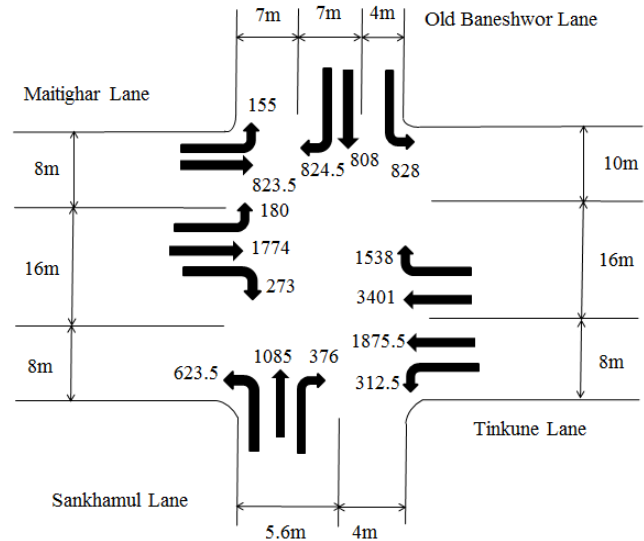 7m 7m 4m
Old Baneshwor Lane
Maitighar Lane
155
8m
823.5
824.5
808
828
10m
180
1774
273
16m
1538
3401
16m
1875.5
312.5
8m
8m
623.5
1085
376
Tinkune Lane
Sankhamul Lane
5.6m 4m